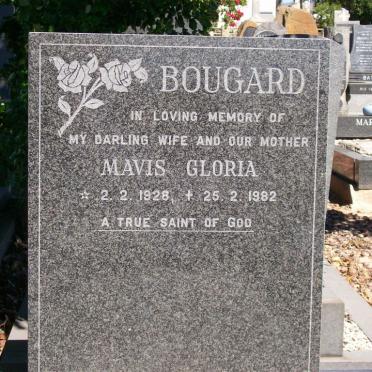 BOUGARD
IN LOVING MEMORY OF
MY DARLING WIFE AND OUR MOTHER
MAVIS GLORIA
☆ 2. 2. 1928, ✝ 25. 2. 1982
A TRUE SAINT OF GOD
MAR